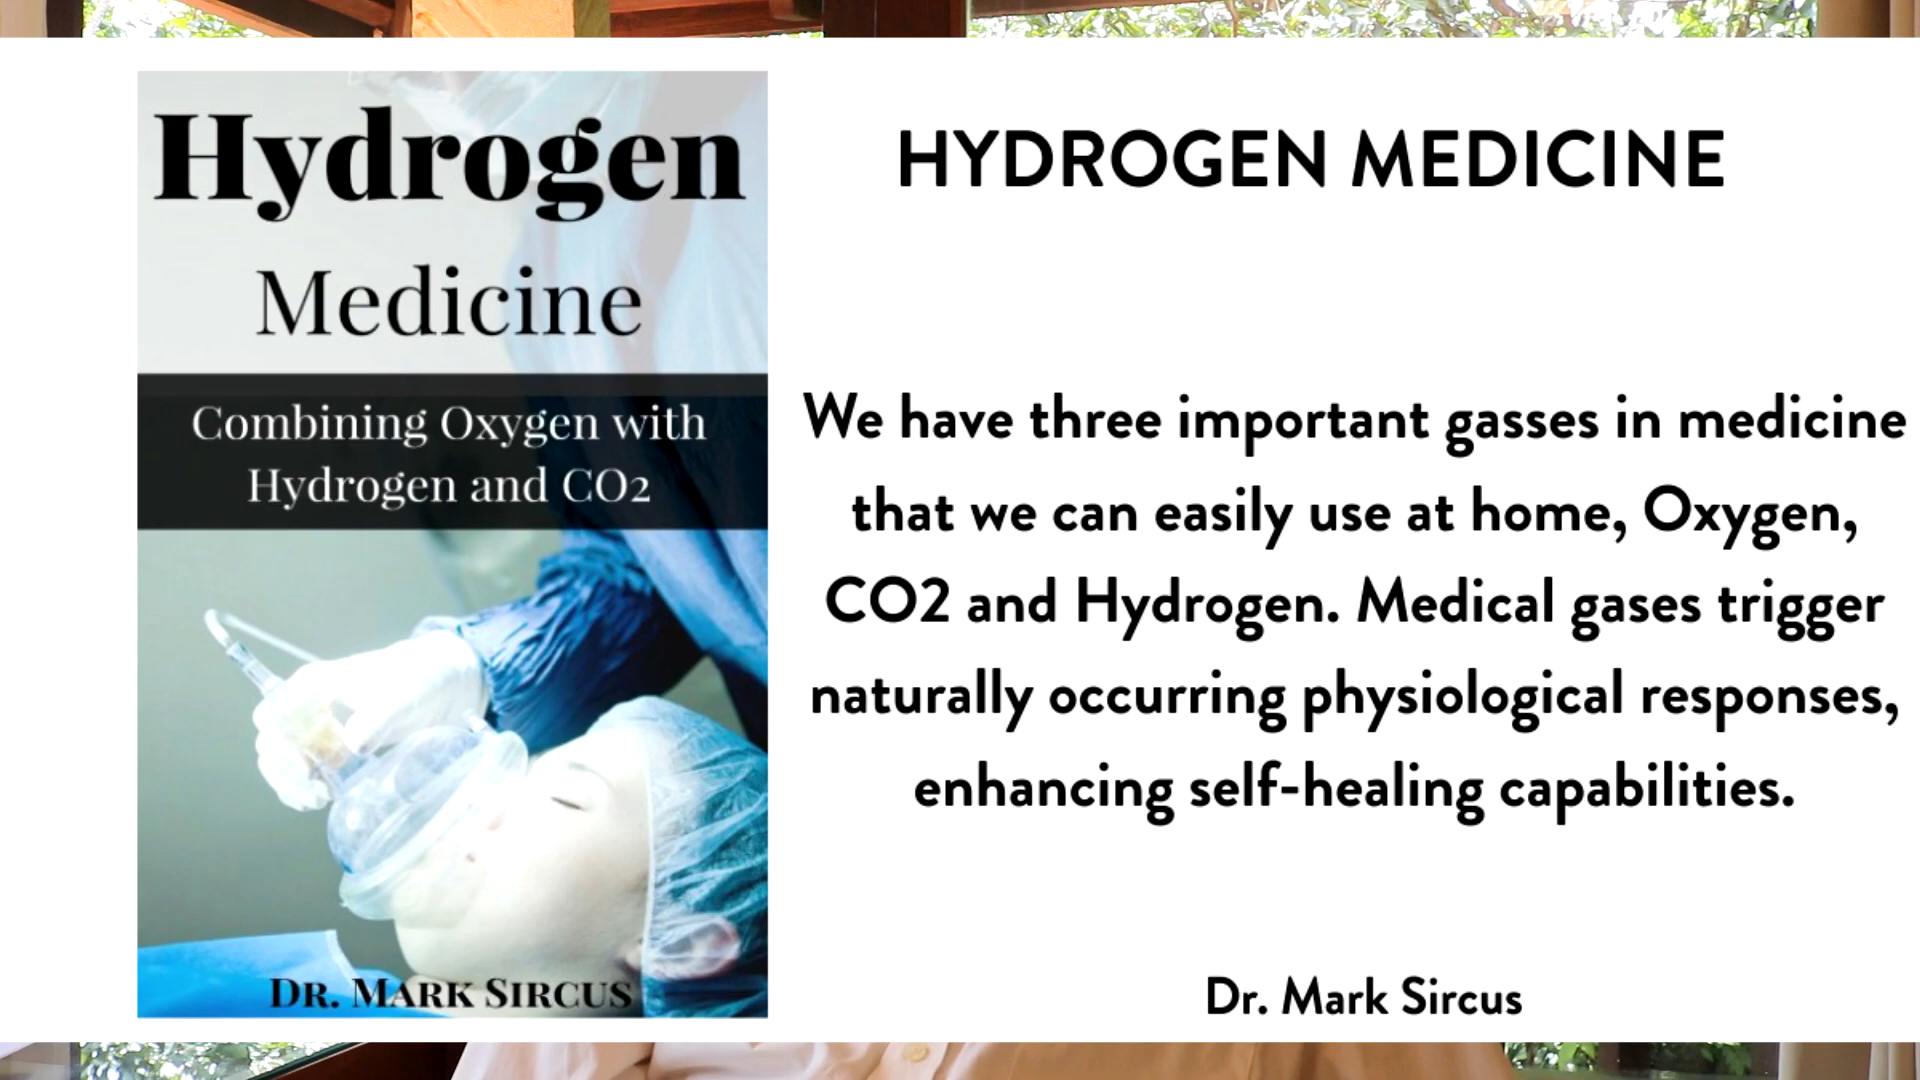 Hydrogen
Medicine
Combining Oxygen with
Hydrogen and CO2
DR. MARK SIRCUS
HYDROGEN MEDICINE
We have three important gasses in medicine
that we can easily use at home, Oxygen,
CO2 and Hydrogen. Medical gases trigger
naturally occurring physiological responses,
enhancing self-healing capabilities.
Dr. Mark Sircus